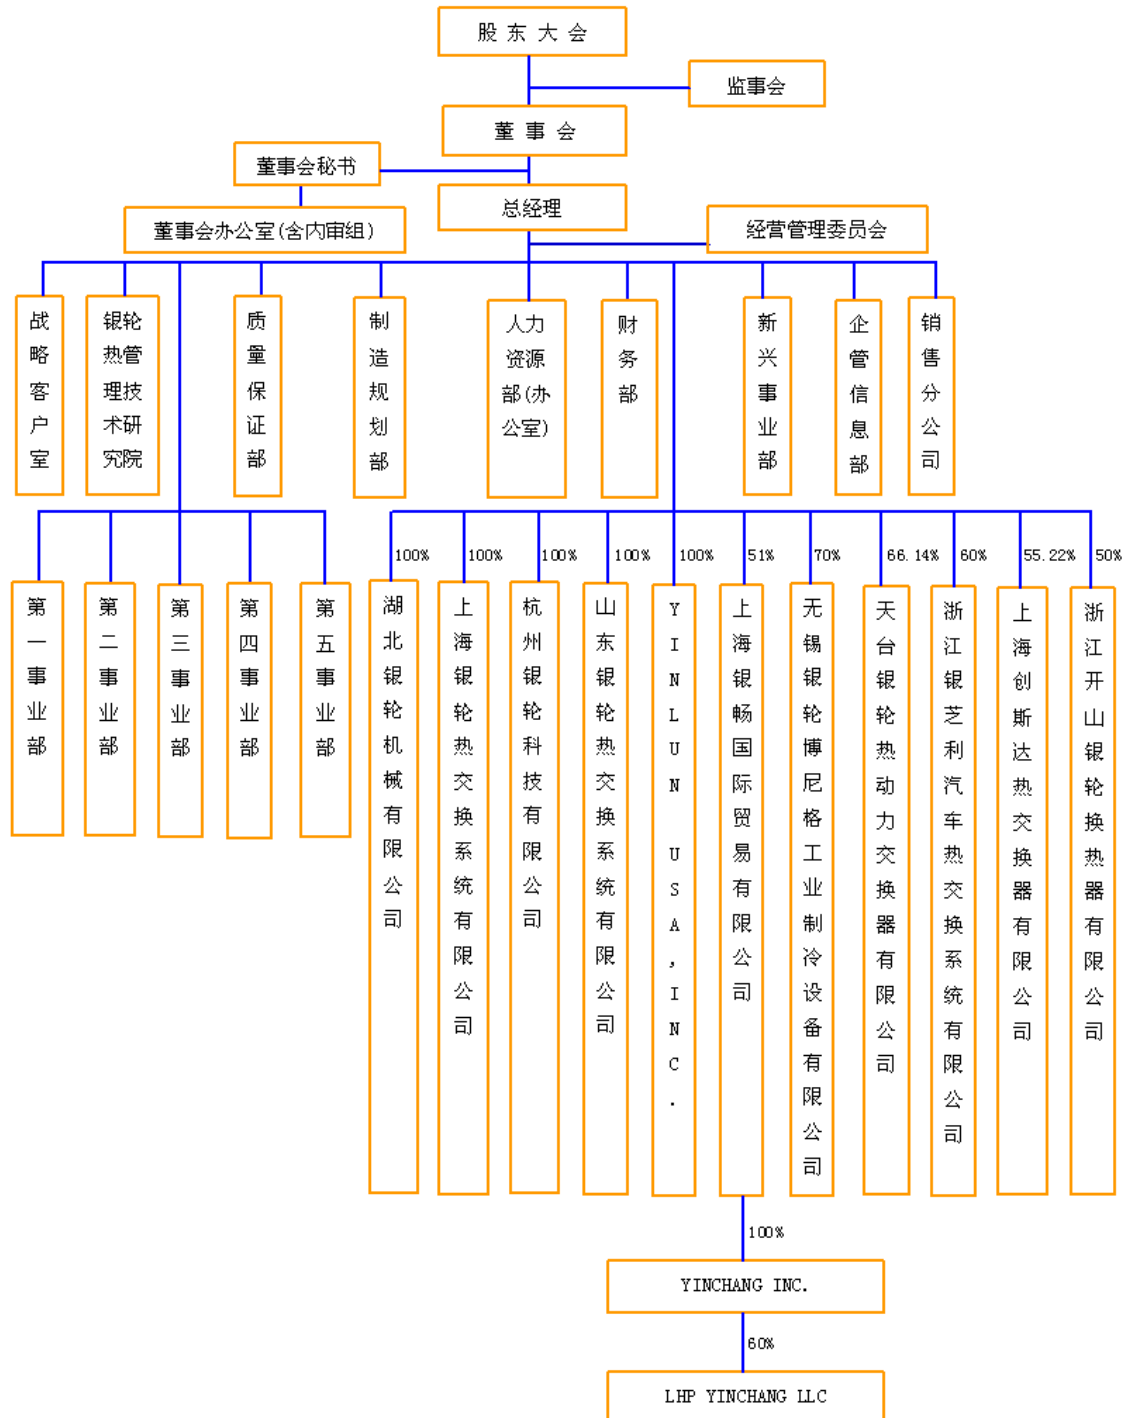 股东大会
监事会
董事会
董事会秘书
总经理
董事会办公室(含内审组)
经营管理委员会
战略客户室
银轮热管理技术研究院
质量保证部
制造规划部
人力资源部(办公室)
财务部
新兴事业部
企管信息部
销售分公司
第一事业部
第二事业部
第三事业部
第四事业部
第五事业部
100%
湖北银轮机械有限公司
100%
上海银轮热交换系统有限公司
100%
杭州银轮科技有限公司
100%
山东银轮热交换系统有限公司
100%
YINLUN USA,INC.
51%
上海银畅国际贸易有限公司
70%
无锡银轮博尼格工业制冷设备有限公司
66.14%
天台银轮热动力交换器有限公司
60%
浙江银芝利汽车热交换系统有限公司
55.22%
上海创斯达热交换器有限公司
50%
浙江开山银轮换热器有限公司
100%
YINCHANG INC.
60%
LHP YINCHANG LLC